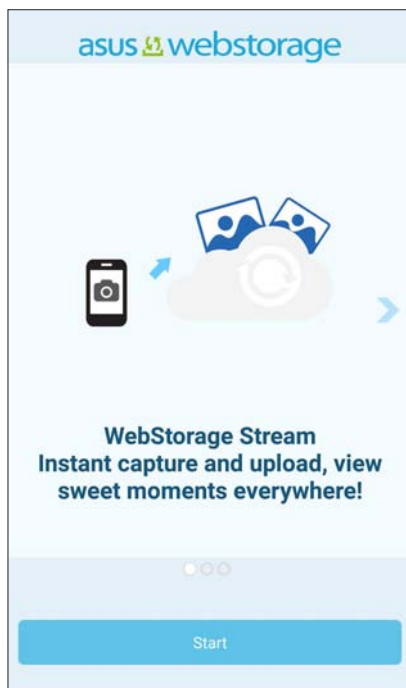 asus webstorage
WebStorage Stream
Instant capture and upload, view
sweet moments everywhere!
Start